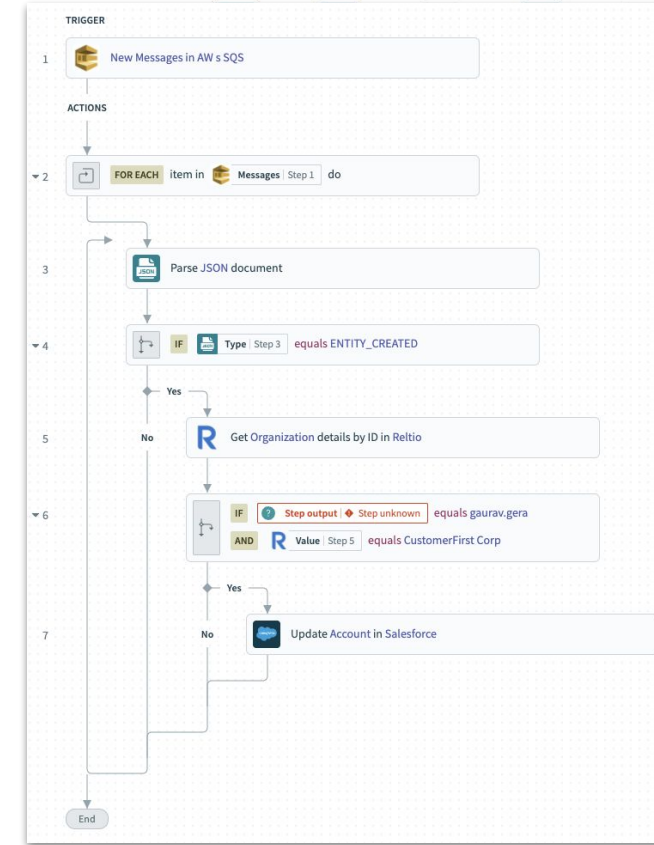 TRIGGER
1 New Messages in AW s SQS
ACTIONS
2 FOR EACH item in Messages | Step 1 do
3 JSON Parse JSON document
4 IF Type | Step 3 equals ENTITY_CREATED
Yes
5 No R Get Organization details by ID in Reltio
6 IF ? Step output | Step unknown equals gaurav.gera
AND R Value | Step 5 equals CustomerFirst Corp
Yes
7 No Update Account in Salesforce
End